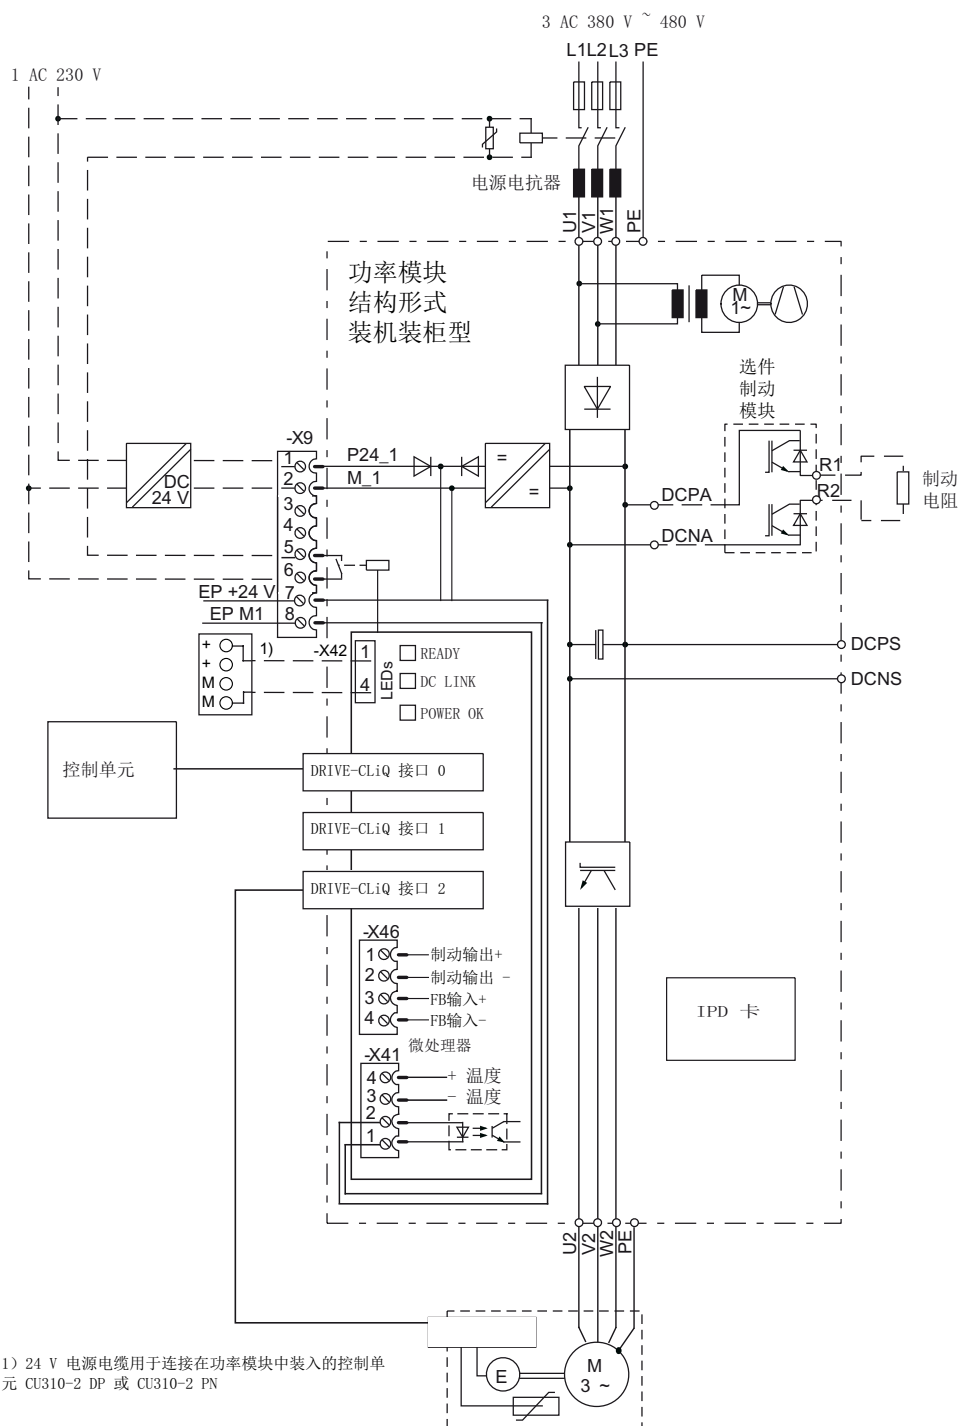 3 AC 380 V ~ 480 V
L1 L2 L3 PE
1 AC 230 V
电源电抗器
U1 V1 W1 PE
功率模块
结构形式
装机装柜型
M
1~
选件
制动
模块
-X9
P24_1
M_1
=
=
DC
24 V
1
2
3
4
5
6
7
8
R1
R2
制动
电阻
DCPA
DCNA
EP +24 V
EP M1
+
+
M
M
1)
-X42
1
4
LEDs
READY
DC LINK
POWER OK
DCPS
DCNS
控制单元
DRIVE-CLiQ 接口 0
DRIVE-CLiQ 接口 1
DRIVE-CLiQ 接口 2
-X46
1 制动输出+
2 制动输出 -
3 FB输入+
4 FB输入-
微处理器
IPD 卡
-X41
4 + 温度
3 - 温度
2
1
U2 V2 W2 PE
E
M
3 ~
1) 24 V 电源电缆用于连接在功率模块中装入的控制单
元 CU310-2 DP 或 CU310-2 PN